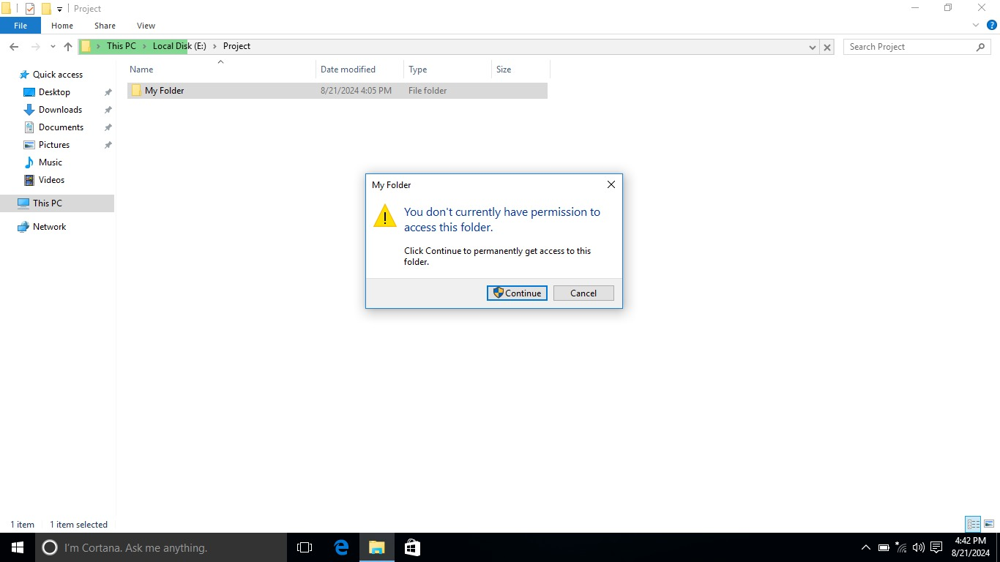 Project
File Home Share View
This PC Local Disk (E:) Project
Search Project
Name Date modified Type Size
My Folder 8/21/2024 4:05 PM File folder
Quick access
Desktop
Downloads
Documents
Pictures
Music
Videos
This PC
Network
My Folder
You don't currently have permission to
access this folder.
Click Continue to permanently get access to this
folder.
Continue Cancel
1 item 1 item selected
I'm Cortana. Ask me anything.
4:42 PM
8/21/2024